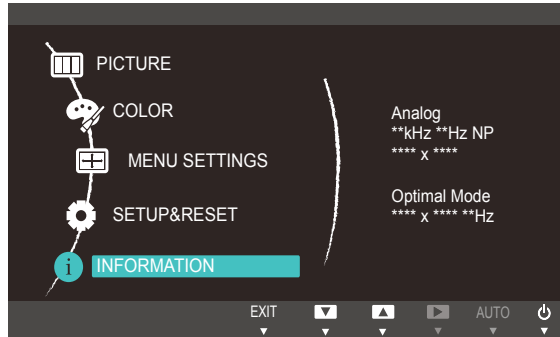 PICTURE
COLOR
MENU SETTINGS
SETUP&RESET
i INFORMATION
Analog
**kHz **Hz NP
**** x ****
Optimal Mode
**** x **** **Hz
EXIT AUTO